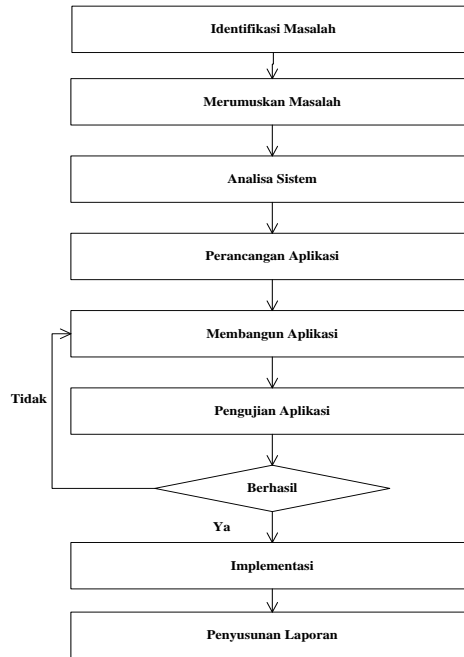 Identifikasi Masalah
Merumuskan Masalah
Analisa Sistem
Perancangan Aplikasi
Membangun Aplikasi
Pengujian Aplikasi
Tidak
Berhasil
Ya
Implementasi
Penyusunan Laporan